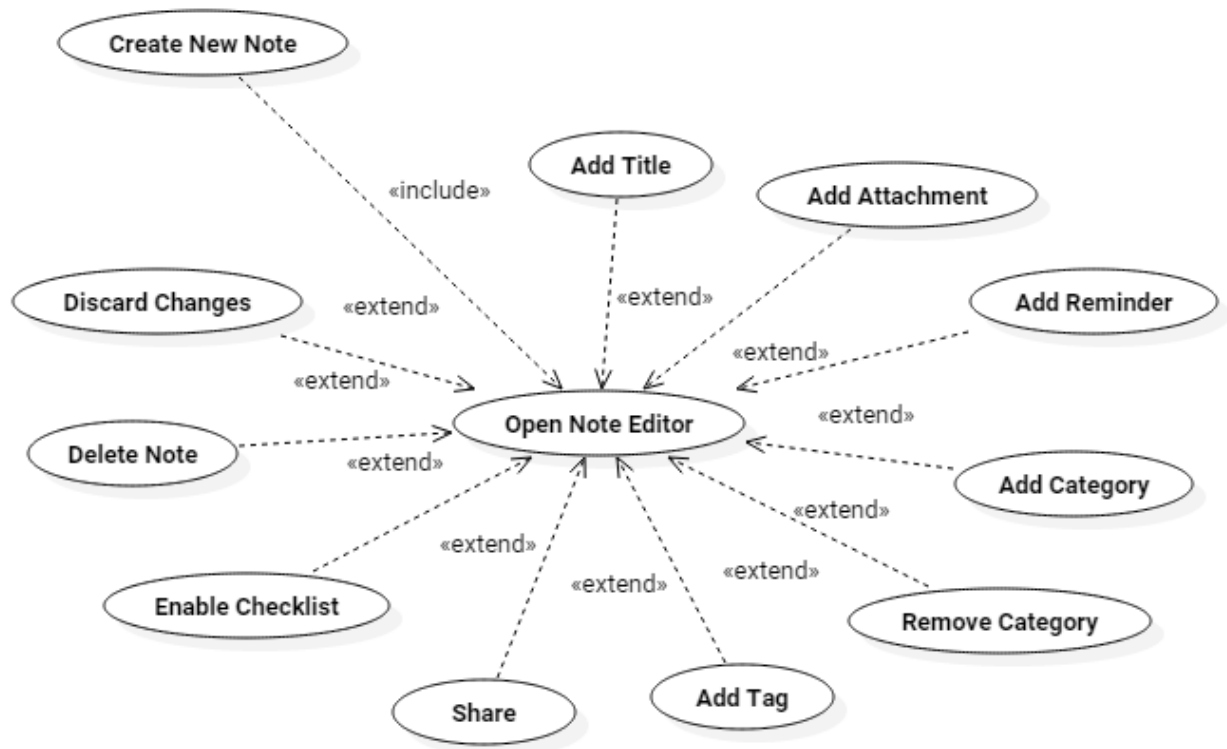 Create New Note
Add Title
Add Attachment
«include»
Discard Changes
«extend»
«extend»
Add Reminder
«extend»
«extend»
Open Note Editor
«extend»
Delete Note
«extend»
Add Category
«extend»
«extend»
«extend»
«extend»
Enable Checklist
Remove Category
Share
Add Tag